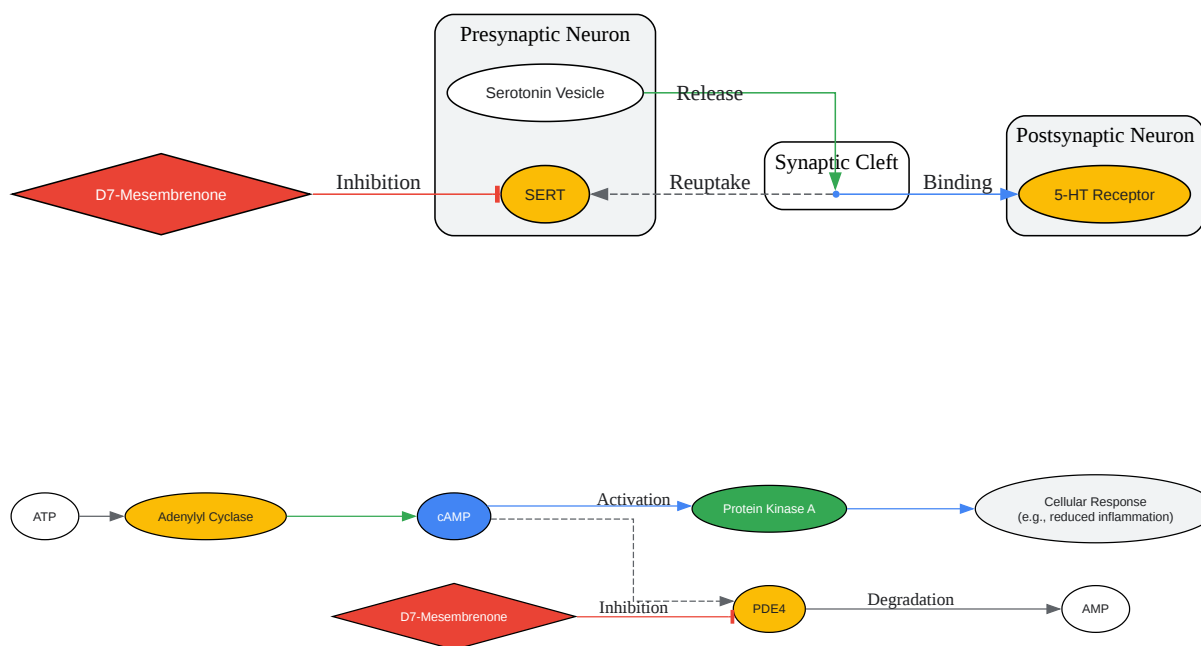 Presynaptic Neuron
Serotonin Vesicle
Release
Postsynaptic Neuron
Synaptic Cleft
D7-Mesembrenone
Inhibition
SERT
Reuptake
Binding
5-HT Receptor
ATP
Adenylyl Cyclase
cAMP
Activation
Protein Kinase A
Cellular Response
(e.g., reduced inflammation)
D7-Mesembrenone
Inhibition
PDE4
Degradation
AMP